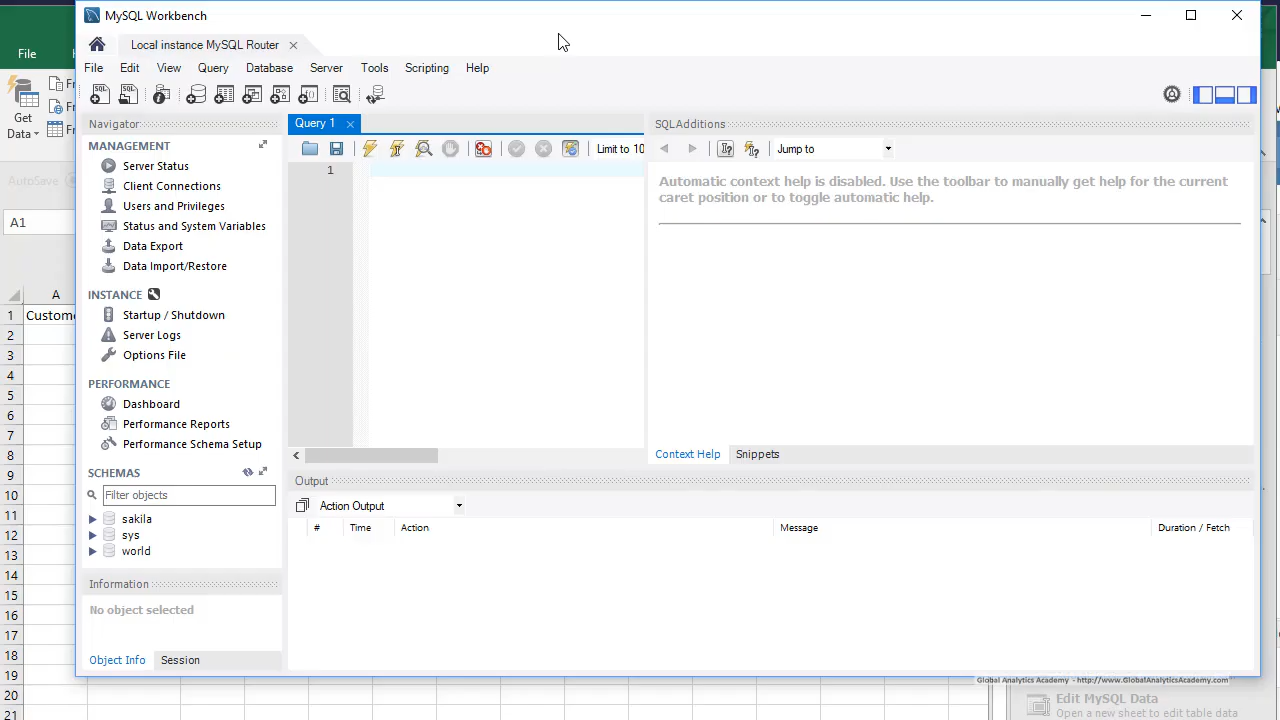 MySQL Workbench
Local instance MySQL Router
File
File Edit View Query Database Server Tools Scripting Help
Get
Data
Navigator
Query 1
SQLAdditions
MANAGEMENT
Limit to 10
Jump to
Server Status
1
Automatic context help is disabled. Use the toolbar to manually get help for the current
caret position or to toggle automatic help.
Client Connections
AutoSave
Users and Privileges
A1
Status and System Variables
Data Export
Data Import/Restore
A
INSTANCE
1
Startup / Shutdown
2
Server Logs
3
Options File
4
PERFORMANCE
5
Dashboard
6
Performance Reports
7
Performance Schema Setup
8
Context Help Snippets
SCHEMAS
9
Output
Filter objects
10
Action Output
11
sakila
# Time Action Message Duration / Fetch
12
sys
13
world
14
Information
15
No object selected
16
17
18
Object Info Session
19
Global Analytics Academy - http://www.GlobalAnalyticsAcademy.com
20
Edit MySQL Data
Open a new sheet to edit table data
21